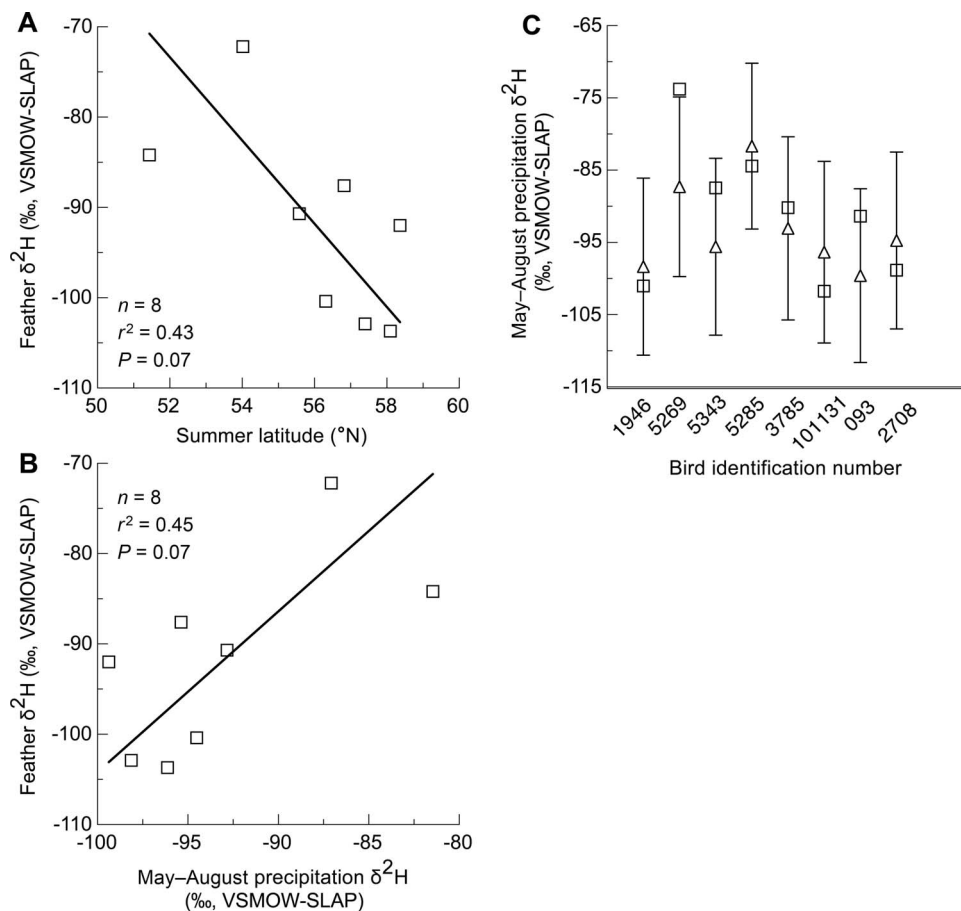 A
Feather δ²H (‰, VSMOW-SLAP)
-70
-80
-90
-100
-110
n = 8
r² = 0.43
P = 0.07
50 52 54 56 58 60
Summer latitude (°N)
B
Feather δ²H (‰, VSMOW-SLAP)
-70
-80
-90
-100
-110
n = 8
r² = 0.45
P = 0.07
-100 -95 -90 -85 -80
May–August precipitation δ²H
(‰, VSMOW-SLAP)
C
May–August precipitation δ²H
(‰, VSMOW-SLAP)
-65
-75
-85
-95
-105
-115
1946 5269 5343 5285 3785 101131 093 2708
Bird identification number